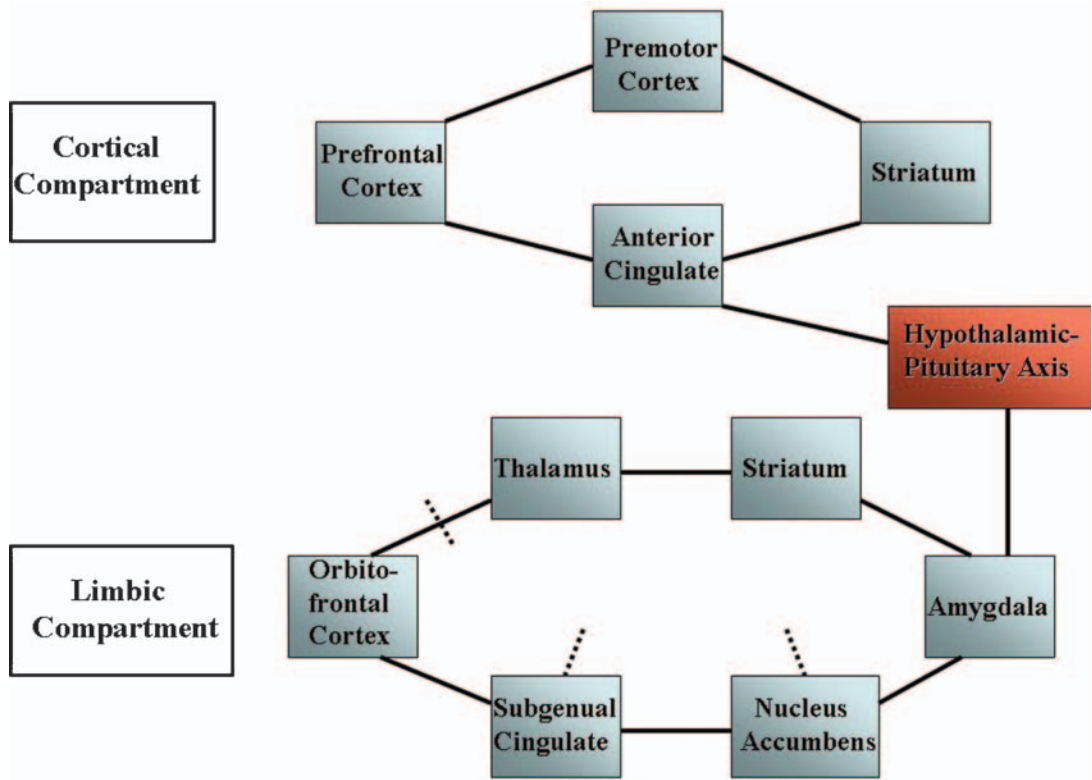 Premotor
Cortex
Cortical
Compartment
Prefrontal
Cortex
Striatum
Anterior
Cingulate
Hypothalamic-
Pituitary Axis
Thalamus
Striatum
Limbic
Compartment
Orbito-
frontal
Cortex
Amygdala
Subgenual
Cingulate
Nucleus
Accumbens